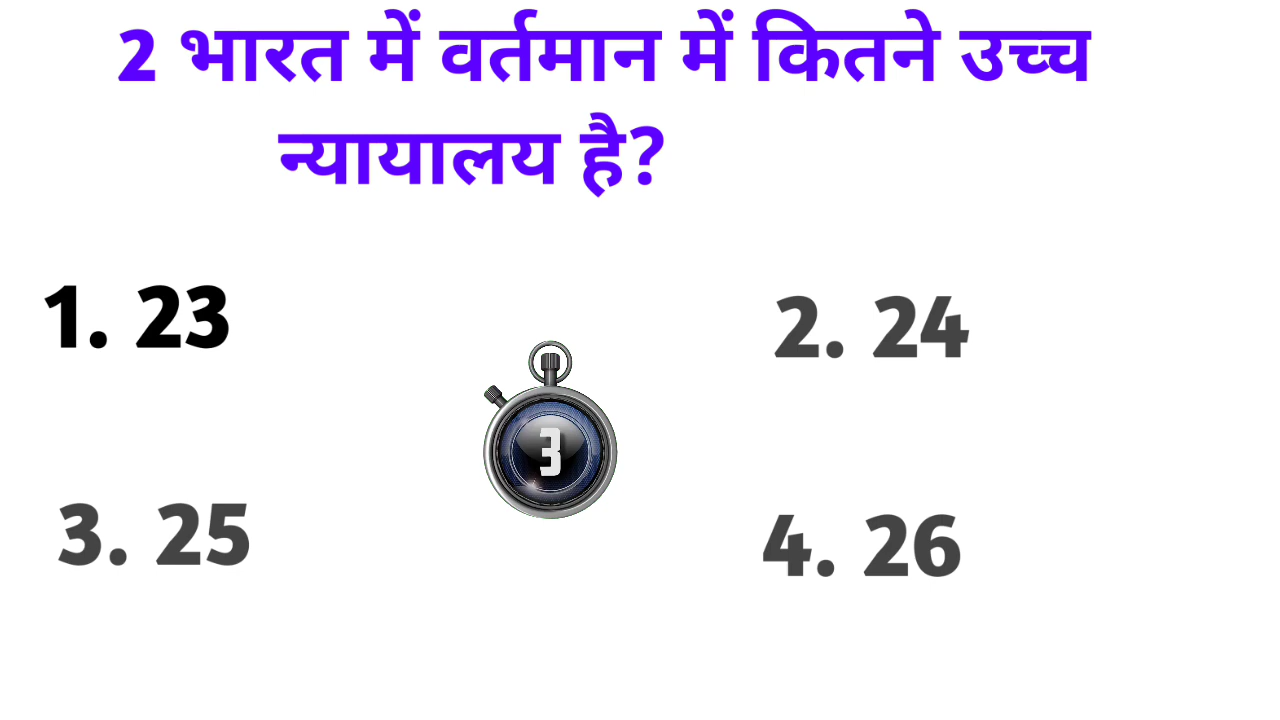 2 भारत में वर्तमान में कितने उच्च
न्यायालय है?
1. 23
2. 24
3
3. 25
4. 26